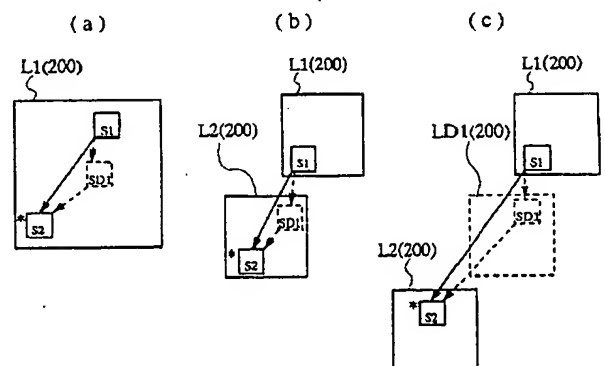 (a)
(b)
(c)
L1(200)
L1(200)
L1(200)
L2(200)
LD1(200)
S1
S1
S1
SD1
SD1
SD1
* S2
* S2
* S2
L2(200)